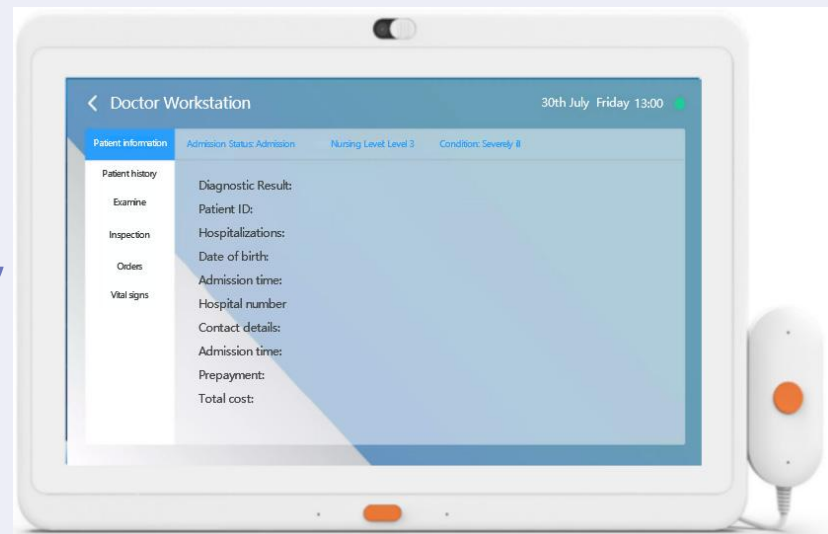 Doctor Workstation
30th July Friday 13:00
Patient information
Admission Status: Admission
Nursing Level: Level 3
Condition: Severely ill
Patient history
Examine
Inspection
Orders
Vital signs
Diagnostic Result:
Patient ID:
Hospitalizations:
Date of birth:
Admission time:
Hospital number
Contact details:
Admission time:
Prepayment:
Total cost: